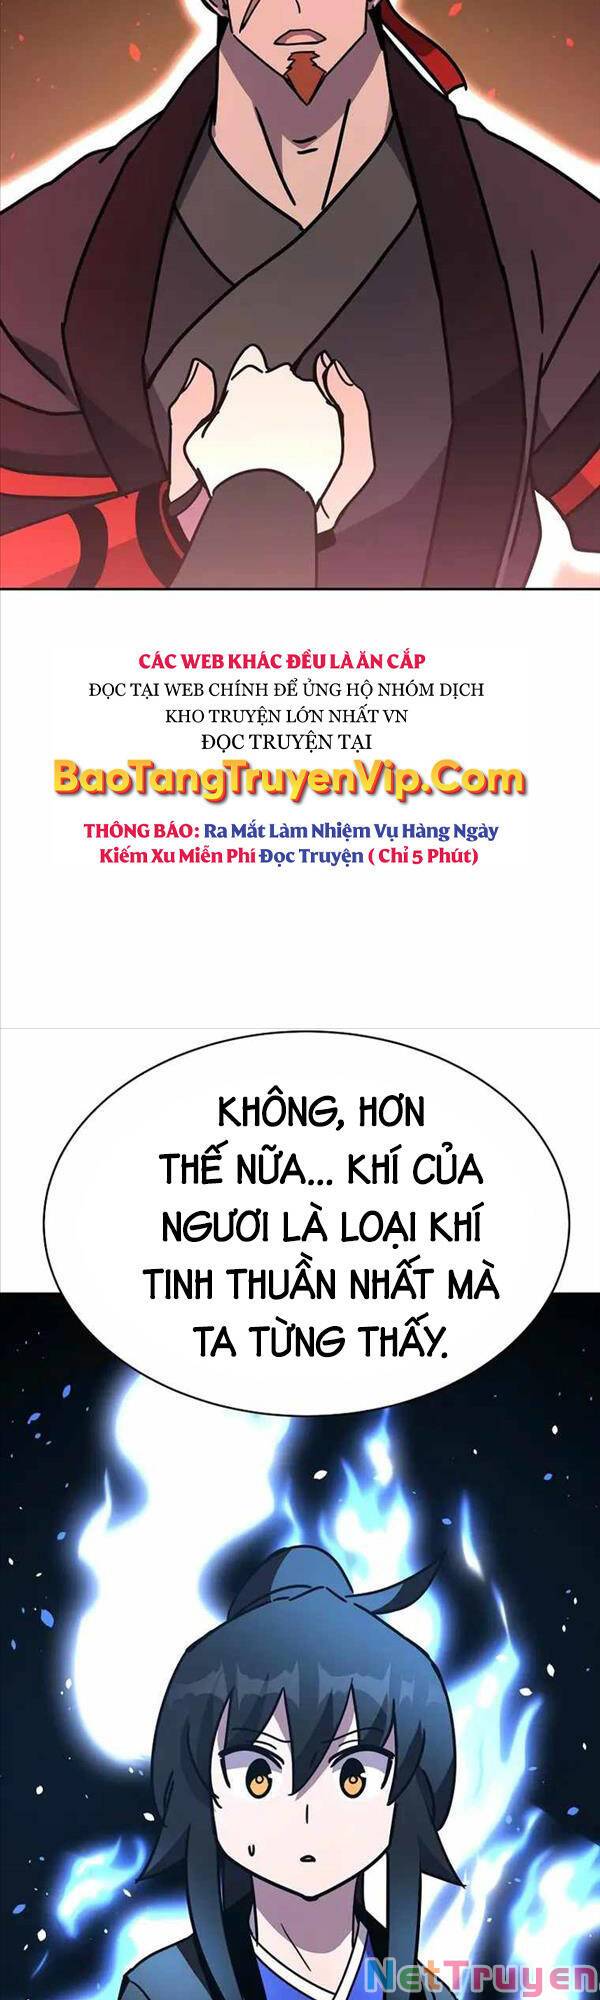 CÁC WEB KHÁC ĐỀU LÀ ĂN CẮP
ĐỌC TẠI WEB CHÍNH ĐỂ ỦNG HỘ NHÓM DỊCH
KHO TRUYỆN LỚN NHẤT VN
ĐỌC TRUYỆN TẠI
BaoTangTruyenVip.Com
THÔNG BÁO: Ra Mắt Làm Nhiệm Vụ Hàng Ngày
Kiếm Xu Miễn Phí Đọc Truyện ( Chỉ 5 Phút)
KHÔNG, HƠN
THẾ NỮA... KHÍ CỦA
NGƯƠI LÀ LOẠI KHÍ
TINH THUẦN NHẤT MÀ
TA TỪNG THẤY.
NetTruyen